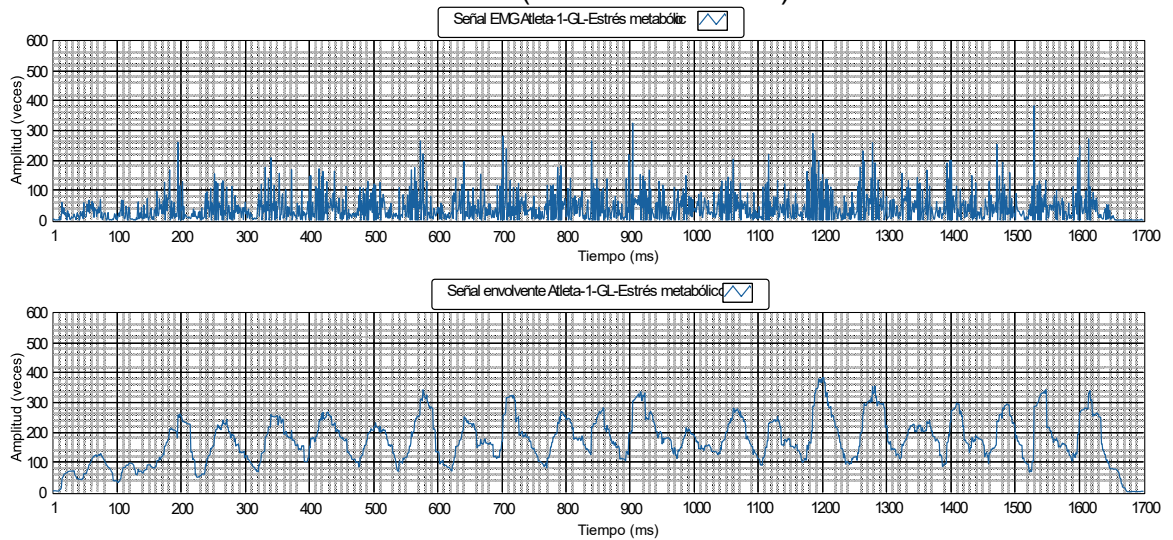 Señal EMG Atleta-1-GL-Estrés metabólic
600
500
400
300
200
100
0
Amplitud (veces)
1 100 200 300 400 500 600 700 800 900 1000 1100 1200 1300 1400 1500 1600 1700
Tiempo (ms)
Señal envolvente Atleta-1-GL-Estrés metabólico
600
500
400
300
200
100
0
Amplitud (veces)
1 100 200 300 400 500 600 700 800 900 1000 1100 1200 1300 1400 1500 1600 1700
Tiempo (ms)